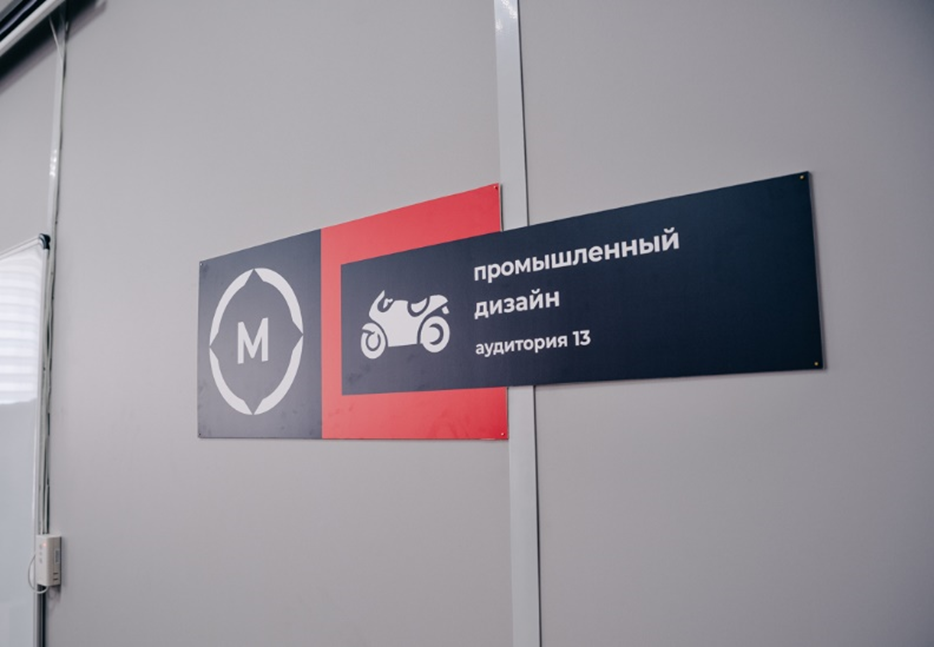 М
промышленный
дизайн
аудитория 13